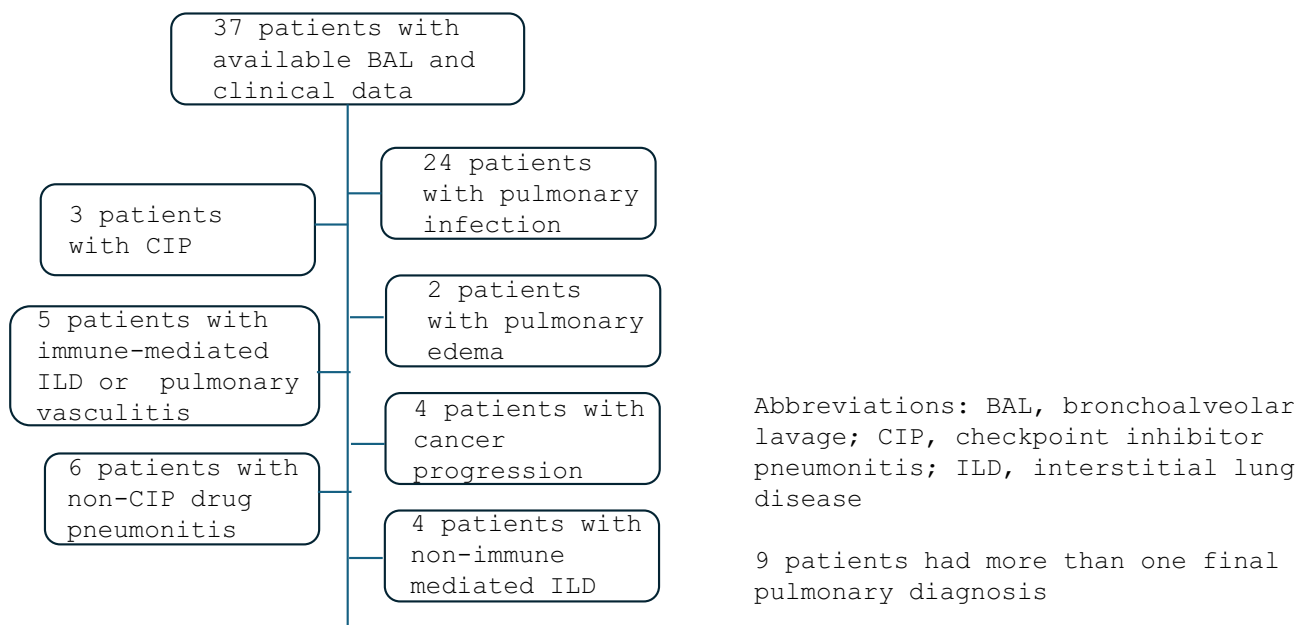 37 patients with
available BAL and
clinical data
24 patients
with pulmonary
infection
3 patients
with CIP
2 patients
with pulmonary
edema
5 patients with
immune-mediated
ILD or pulmonary
vasculitis
4 patients with
cancer
progression
6 patients with
non-CIP drug
pneumonitis
4 patients with
non-immune
mediated ILD
Abbreviations: BAL, bronchoalveolar
lavage; CIP, checkpoint inhibitor
pneumonitis; ILD, interstitial lung
disease
9 patients had more than one final
pulmonary diagnosis